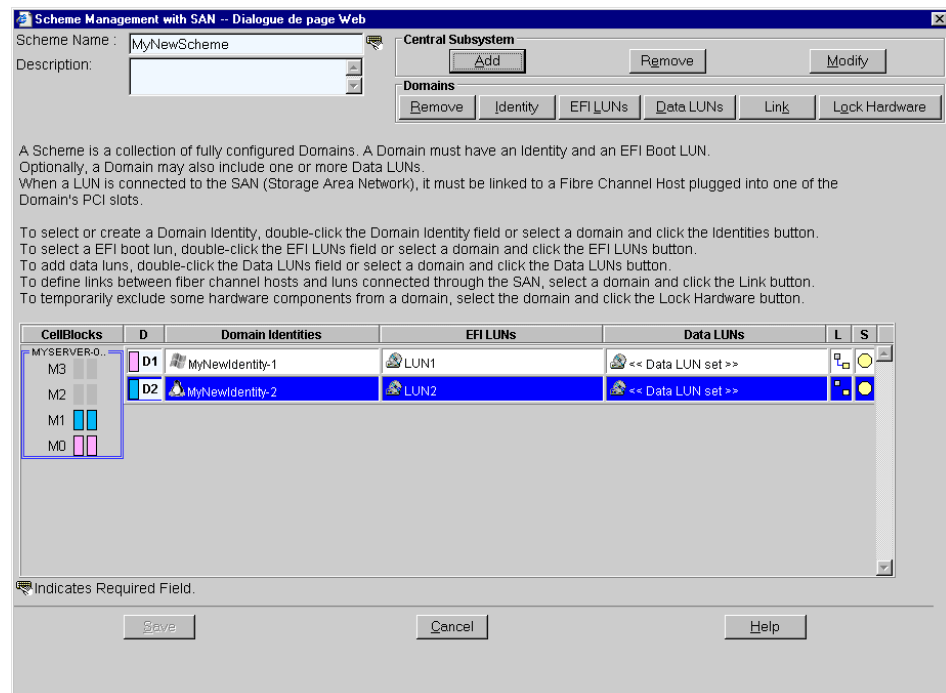 Scheme Management with SAN -- Dialogue de page Web
Scheme Name :
MyNewScheme
Description:
Central Subsystem
Add
Remove
Modify
Domains
Remove
Identity
EFI LUNs
Data LUNs
Link
Lock Hardware
A Scheme is a collection of fully configured Domains. A Domain must have an Identity and an EFI Boot LUN.
Optionally, a Domain may also include one or more Data LUNs.
When a LUN is connected to the SAN (Storage Area Network), it must be linked to a Fibre Channel Host plugged into one of the
Domain's PCI slots.
To select or create a Domain Identity, double-click the Domain Identity field or select a domain and click the Identities button.
To select a EFI boot lun, double-click the EFI LUNs field or select a domain and click the EFI LUNs button.
To add data luns, double-click the Data LUNs field or select a domain and click the Data LUNs button.
To define links between fiber channel hosts and luns connected through the SAN, select a domain and click the Link button.
To temporarily exclude some hardware components from a domain, select the domain and click the Lock Hardware button.
CellBlocks D Domain Identities EFI LUNs Data LUNs L S
MYSERVER-0..
M3
M2
M1
M0
D1 MyNewIdentity-1 LUN1 << Data LUN set >>
D2 MyNewIdentity-2 LUN2 << Data LUN set >>
Indicates Required Field.
Save
Cancel
Help